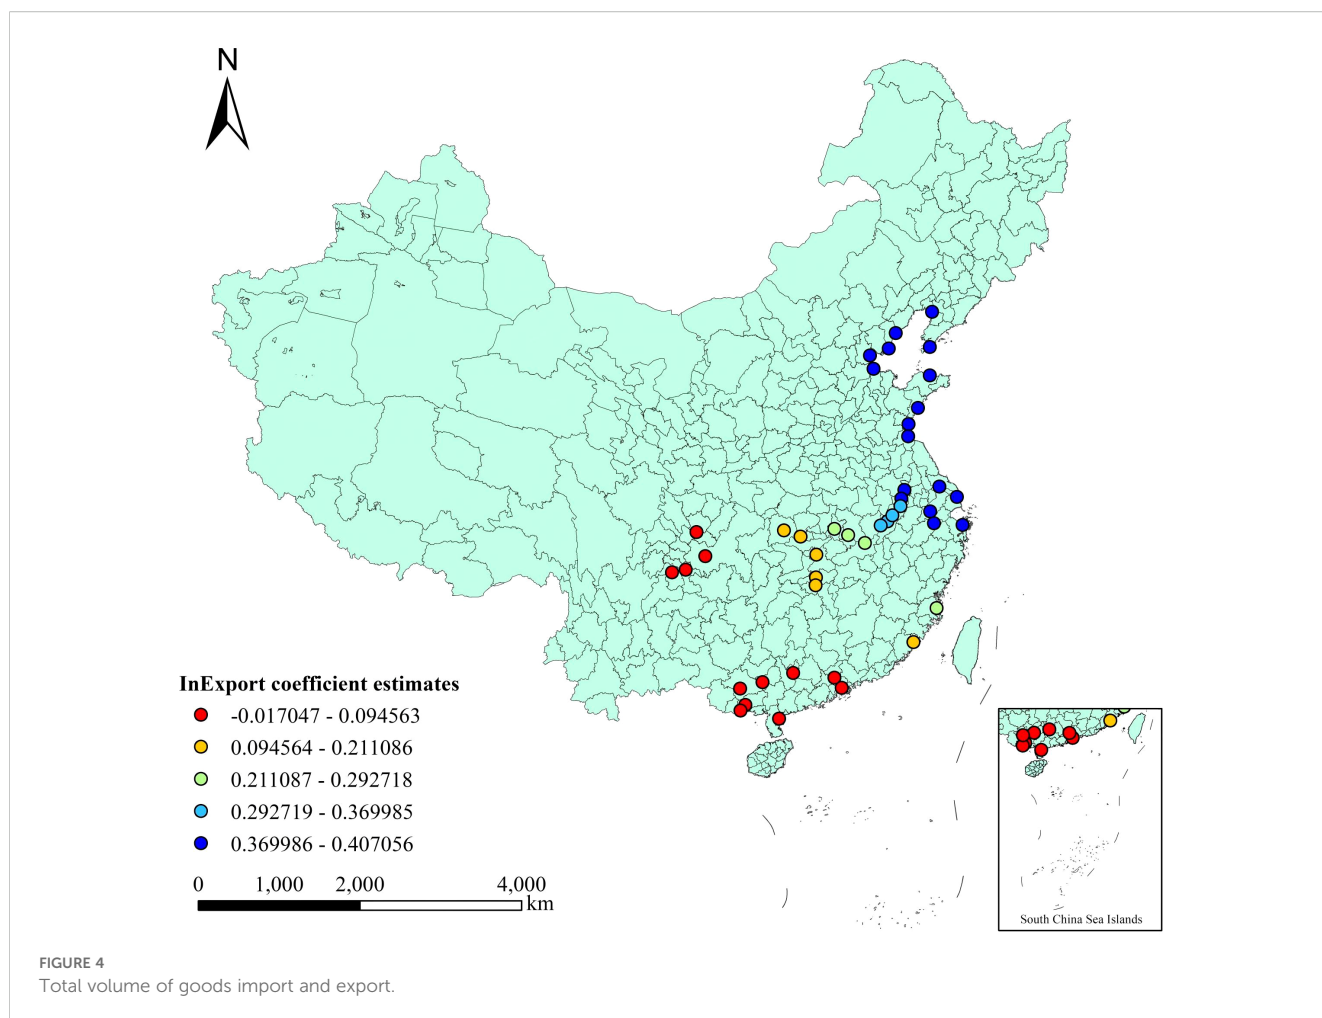 N
InExport coefficient estimates
-0.017047 - 0.094563
0.094564 - 0.211086
0.211087 - 0.292718
0.292719 - 0.369985
0.369986 - 0.407056
0 1,000 2,000 4,000
km
South China Sea Islands
FIGURE 4
Total volume of goods import and export.